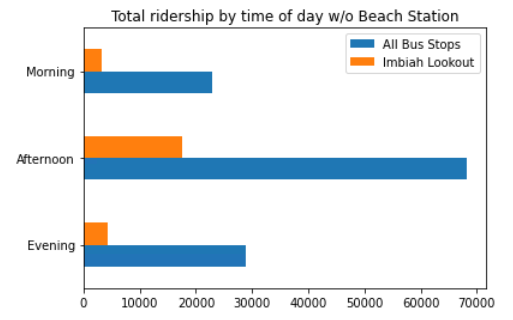 Total ridership by time of day w/o Beach Station
All Bus Stops
Imbiah Lookout
Morning
Afternoon
Evening
0 10000 20000 30000 40000 50000 60000 70000